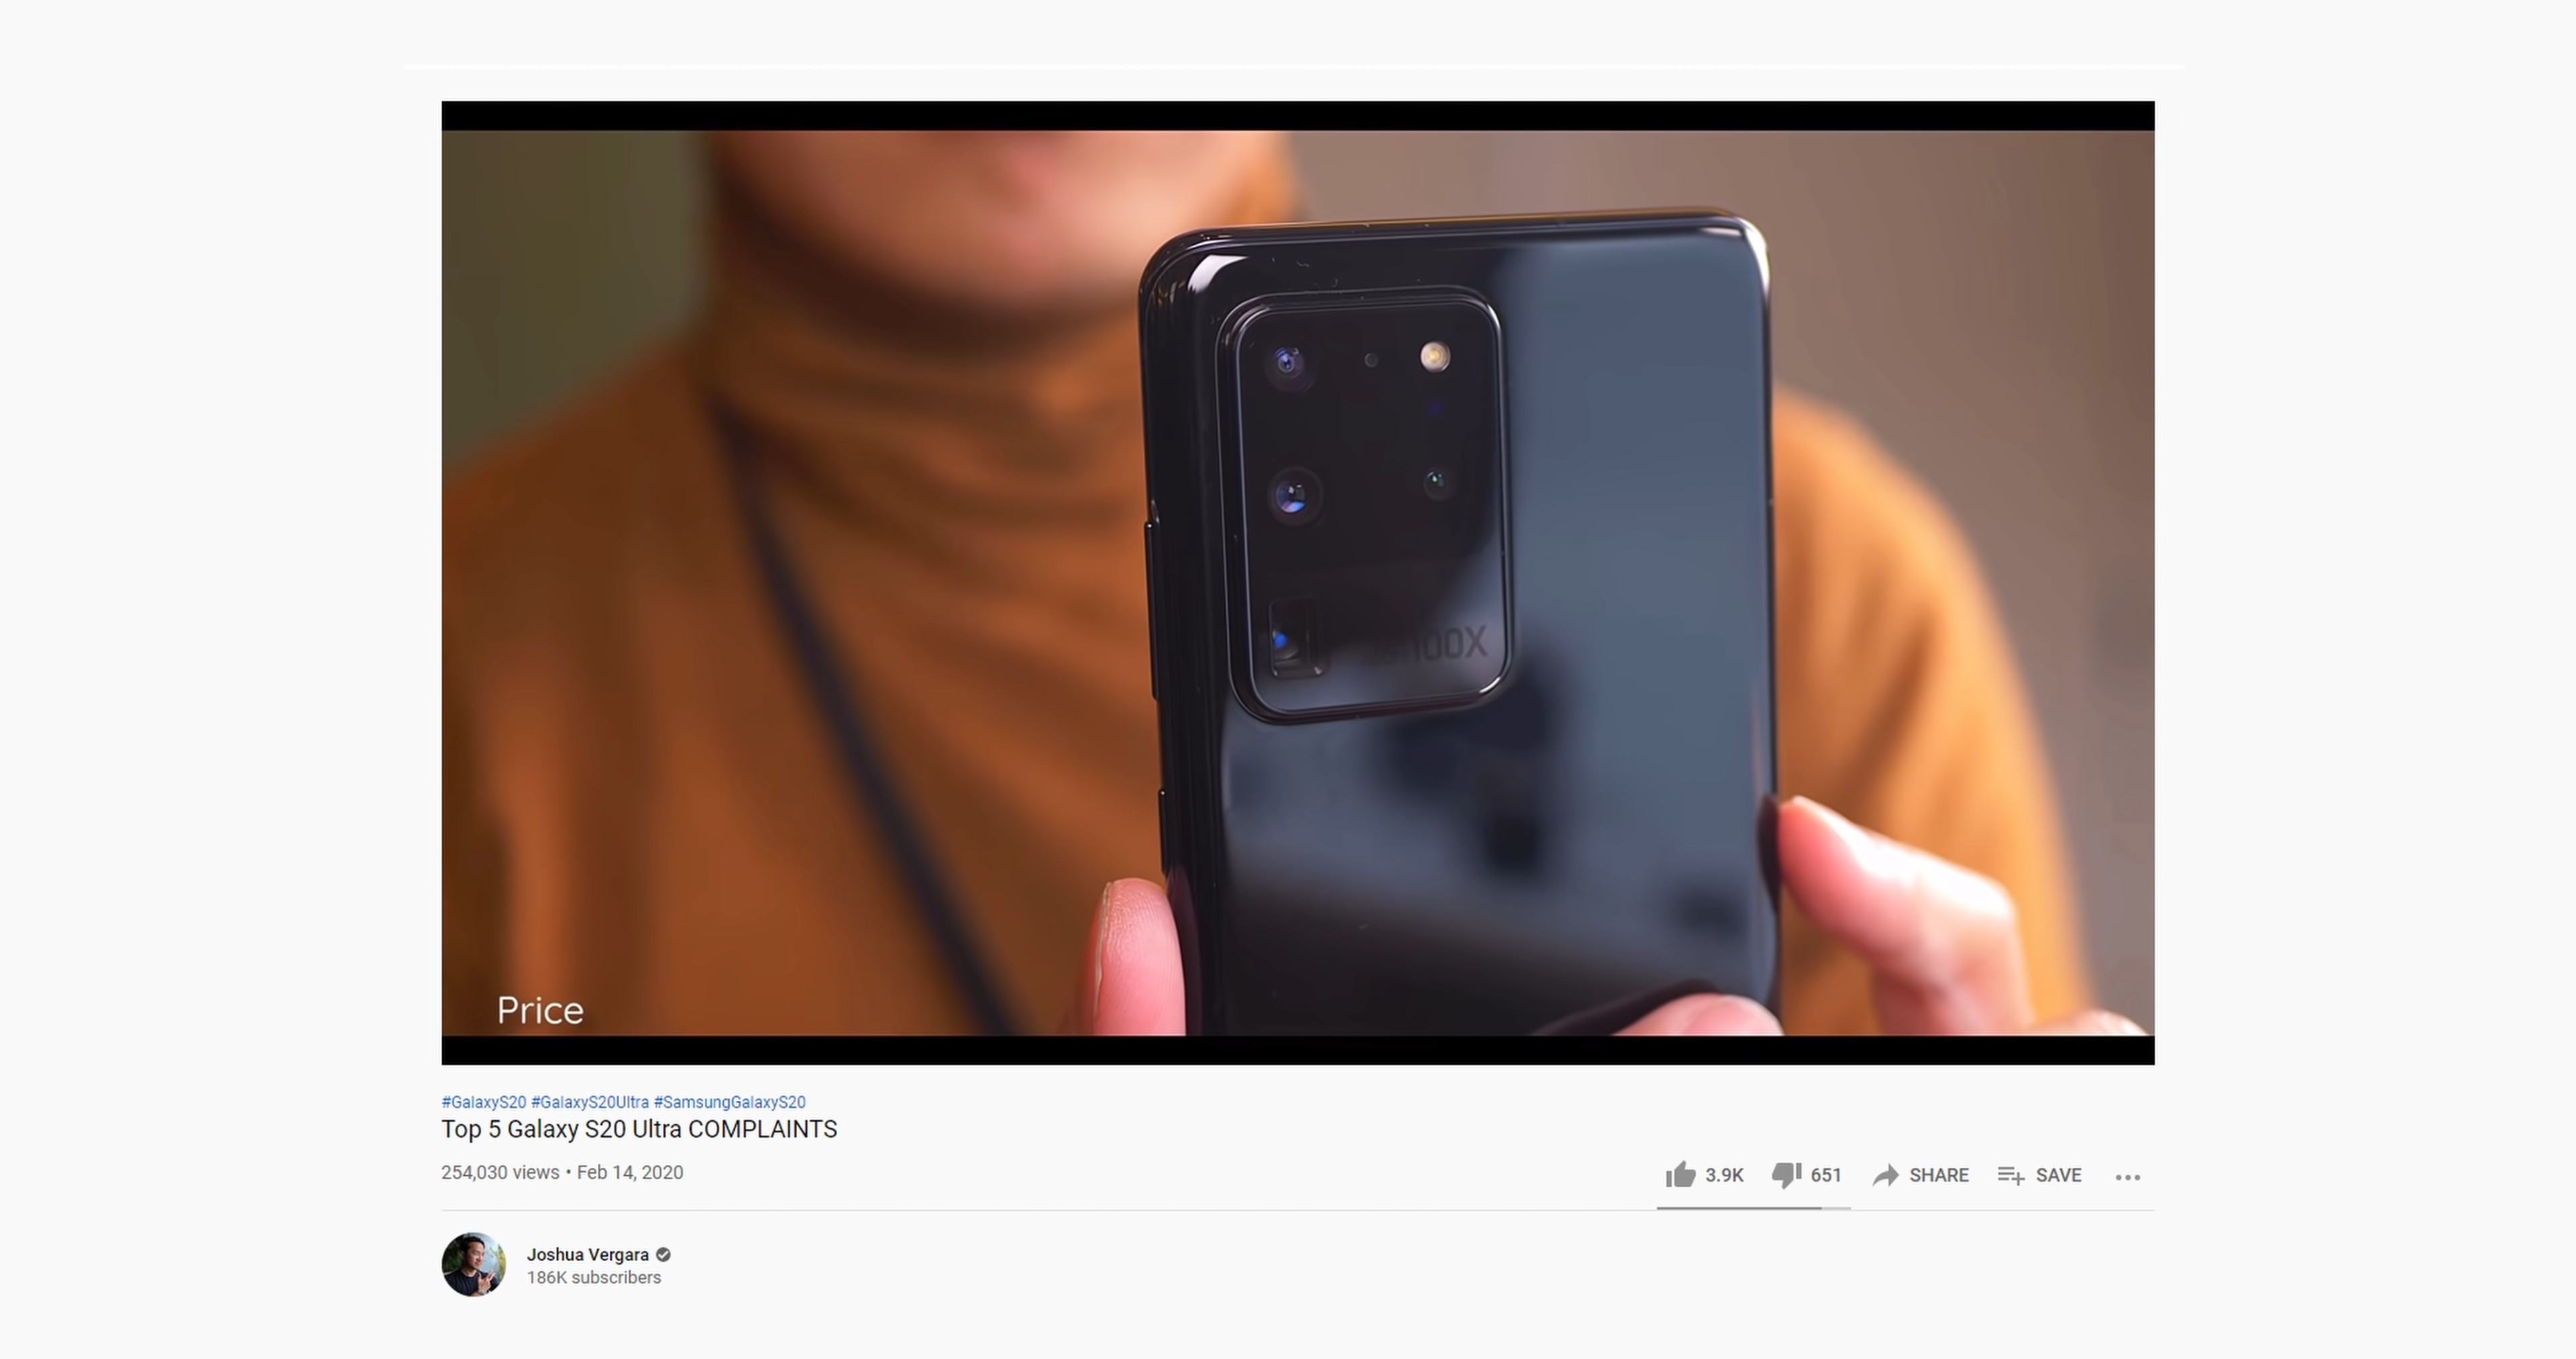 100X
Price
#GalaxyS20 #GalaxyS20Ultra #SamsungGalaxyS20
Top 5 Galaxy S20 Ultra COMPLAINTS
254,030 views • Feb 14, 2020
3.9K 651 SHARE SAVE
Joshua Vergara
186K subscribers